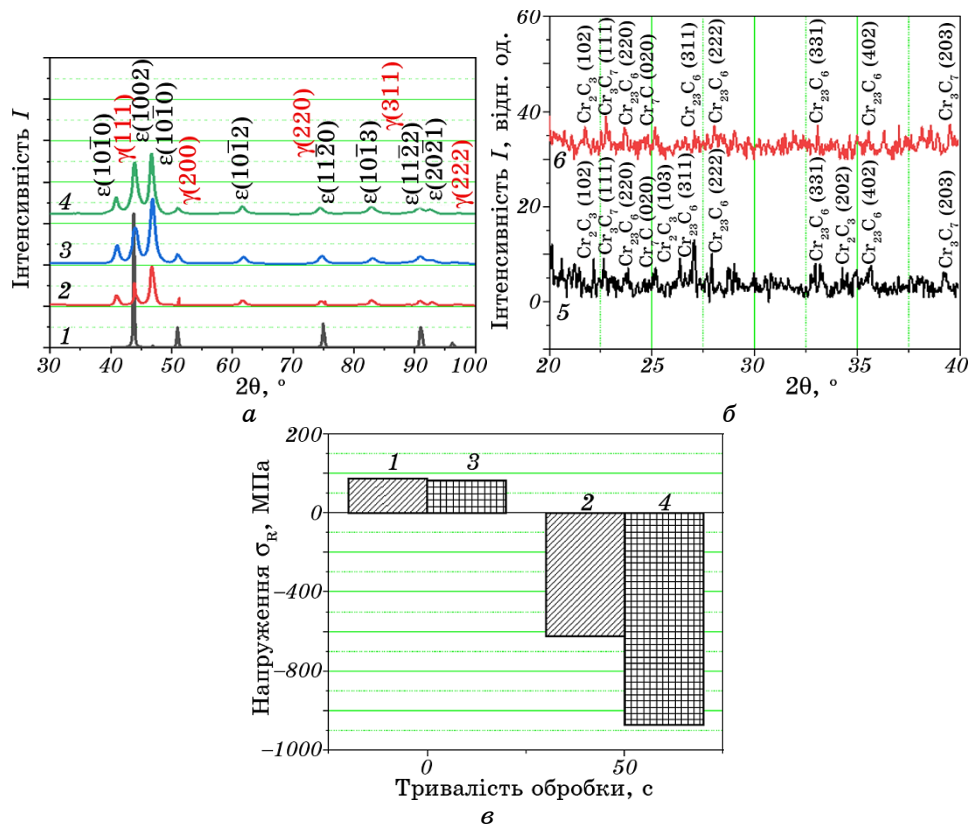 Інтенсивність I
ε(101̄0)
γ(111)
ε(1002)
ε(101̄0)
γ(200)
ε(101̄2)
γ(220)
ε(112̄0)
ε(101̄3)
γ(311)
ε(112̄2)
ε(202̄1)
γ(222)
4
3
2
1
30 40 50 60 70 80 90 100
2θ, °
а
Інтенсивність I, відн. од.
60
40
20
0
Cr₂C₃ (102)
Cr₃C₇ (111)
Cr₂₃C₆ (220)
Cr₇C (020)
Cr₂₃C₆ (311)
Cr₂₃C₆ (222)
Cr₂₃C₆ (331)
Cr₂₃C₆ (402)
Cr₃C₇ (203)
6
Cr₂C₃ (102)
Cr₃C₇ (111)
Cr₂₃C₆ (220)
Cr₇C (020)
Cr₂C₃ (103)
Cr₂₃C₆ (311)
Cr₂₃C₆ (222)
Cr₂₃C₆ (331)
Cr₂C₃ (202)
Cr₂₃C₆ (402)
Cr₃C₇ (203)
5
20 25 30 35 40
2θ, °
б
Напруження σR, МПа
200
0
−400
−800
−1000
1 3
2 4
0 50
Тривалість обробки, с
в